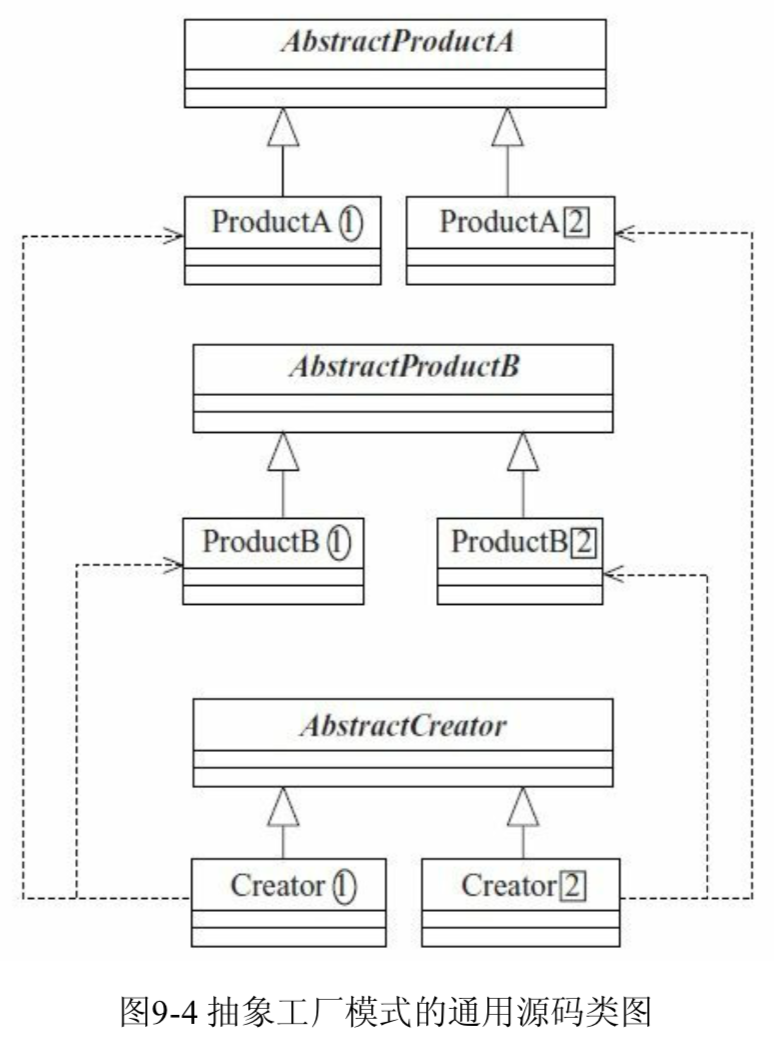 AbstractProductA
ProductA ① ProductA 2
AbstractProductB
ProductB ① ProductB 2
AbstractCreator
Creator ① Creator 2
图9-4 抽象工厂模式的通用源码类图